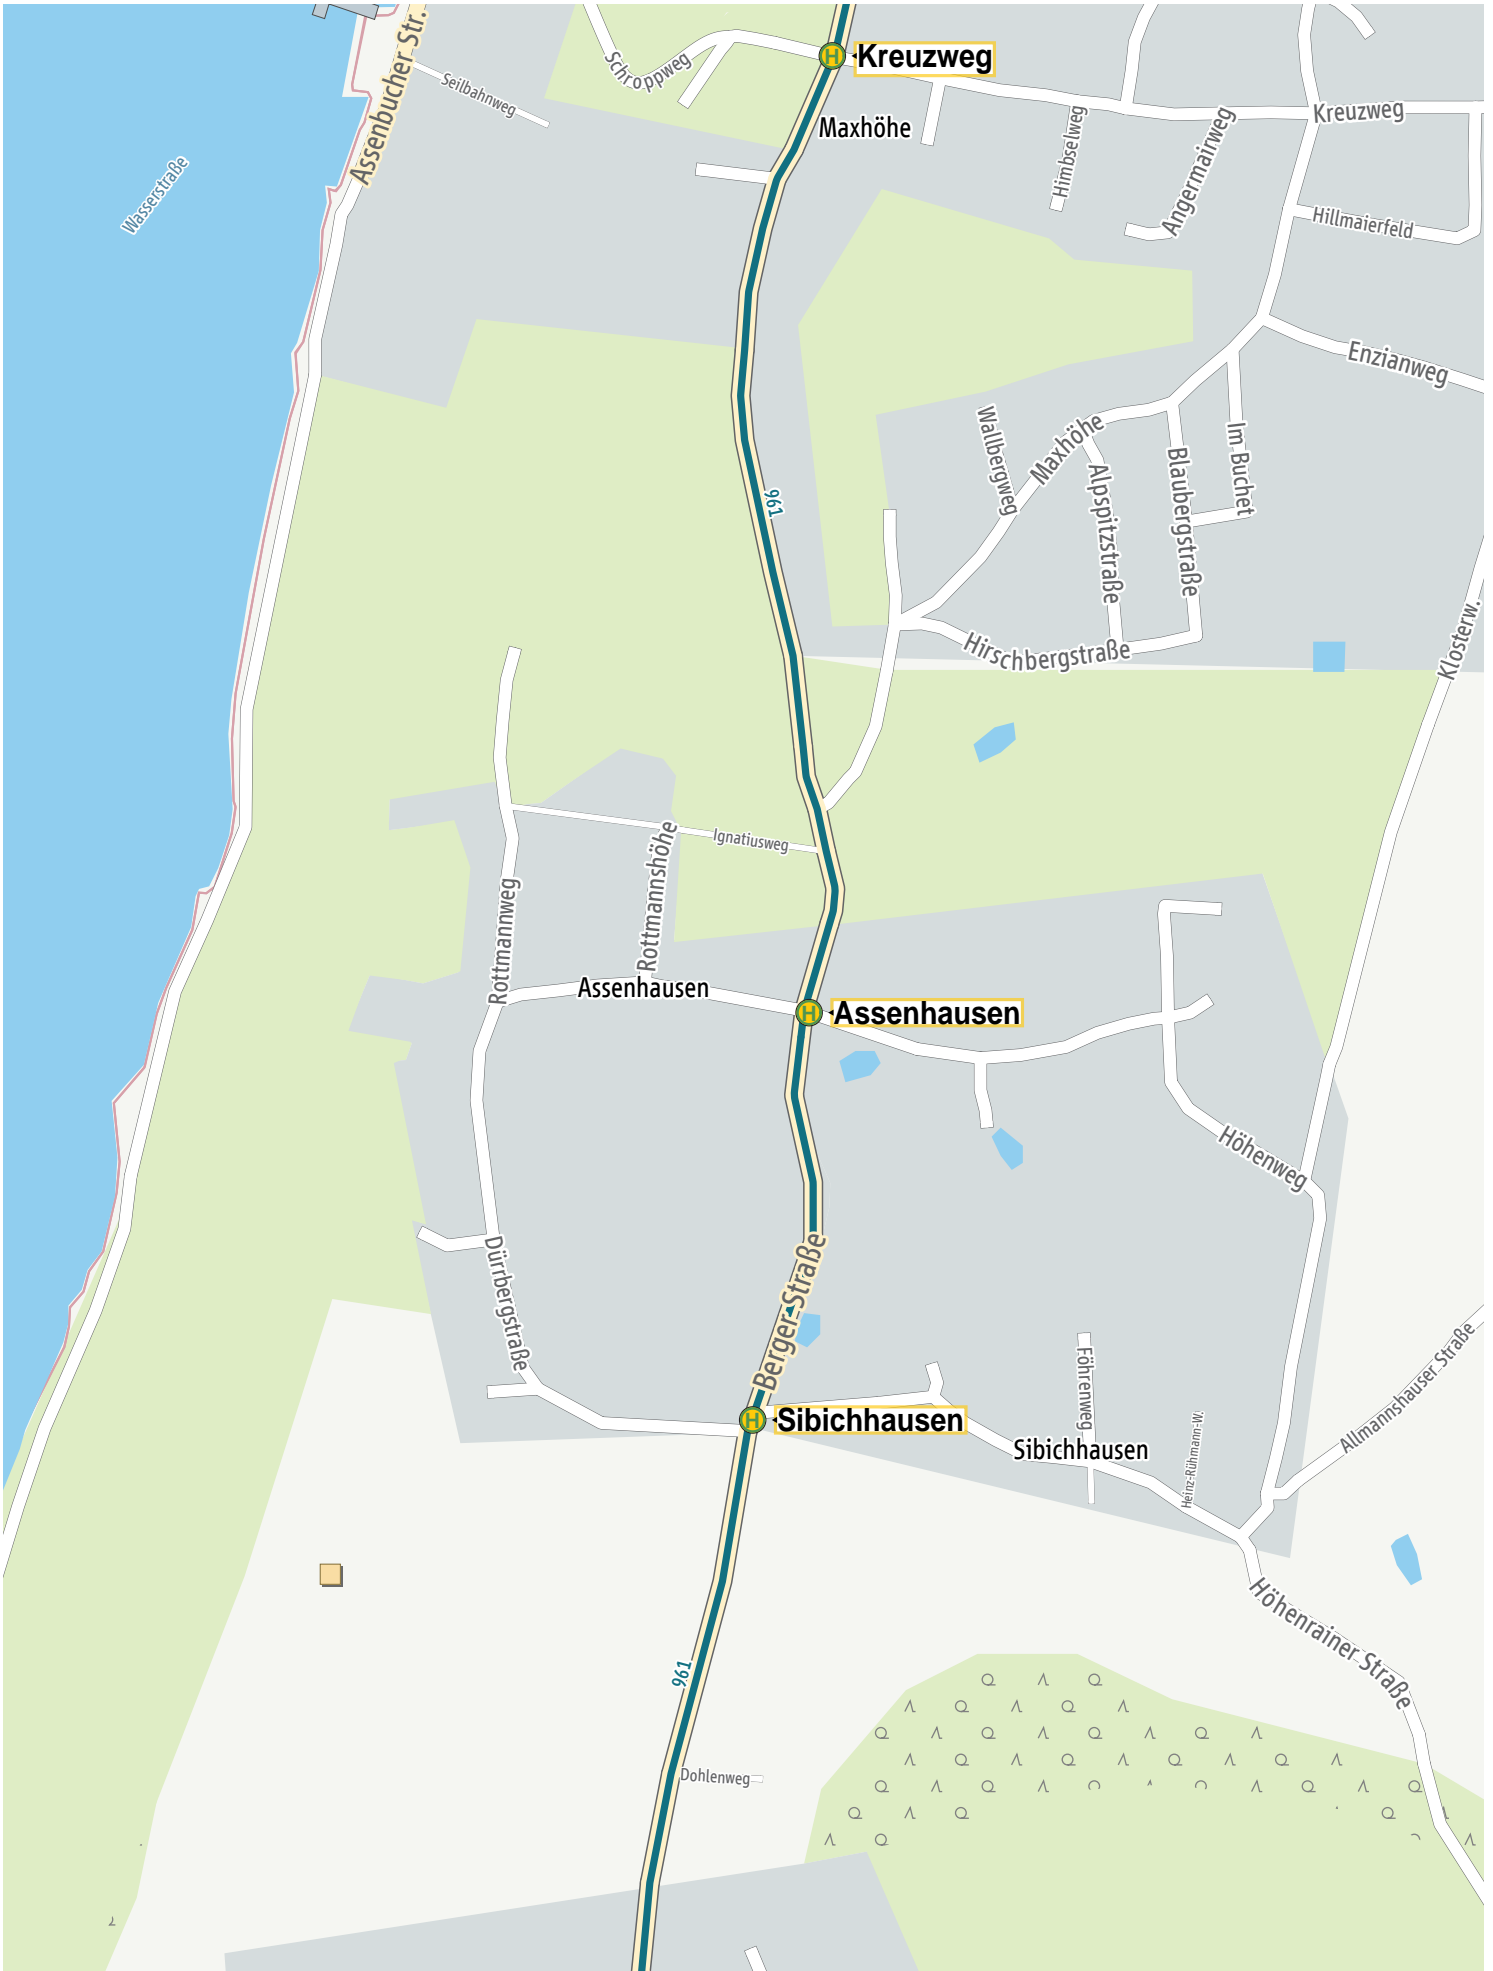 Assenbucher Str.
Schroppweg
H
Kreuzweg
Seilbahnweg
Maxhöhe
Himbselweg
Angermairweg
Kreuzweg
Wasserstraße
Hillmaierfeld
Enzianweg
Wallbergweg
Maxhöhe
Alpspitzstraße
Blaubergstraße
Im Buchet
961
Hirschbergstraße
Klosterw.
Ignatiusweg
Rottmannshöhe
Rottmannweg
Assenhausen
H
Assenhausen
Höhenweg
Dürrbergstraße
Berger Straße
Föhrenweg
Allmannshauser Straße
H
Sibichhausen
Sibichhausen
Heinz-Rühmann-W.
Höhenrainer Straße
961
Dohlenweg